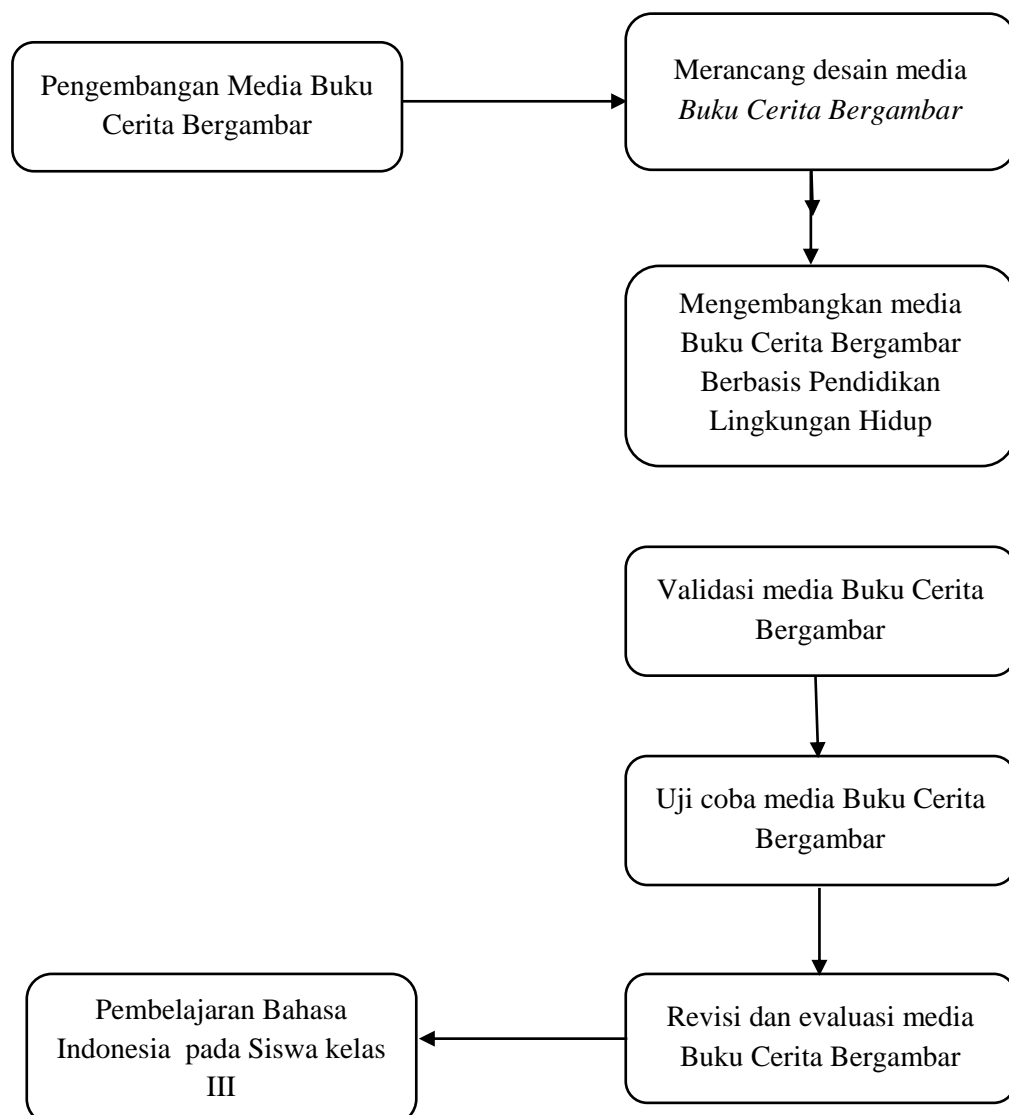 Pengembangan Media Buku
Cerita Bergambar
Merancang desain media
Buku Cerita Bergambar
Mengembangkan media
Buku Cerita Bergambar
Berbasis Pendidikan
Lingkungan Hidup
Validasi media Buku Cerita
Bergambar
Uji coba media Buku Cerita
Bergambar
Revisi dan evaluasi media
Buku Cerita Bergambar
Pembelajaran Bahasa
Indonesia  pada Siswa kelas
III